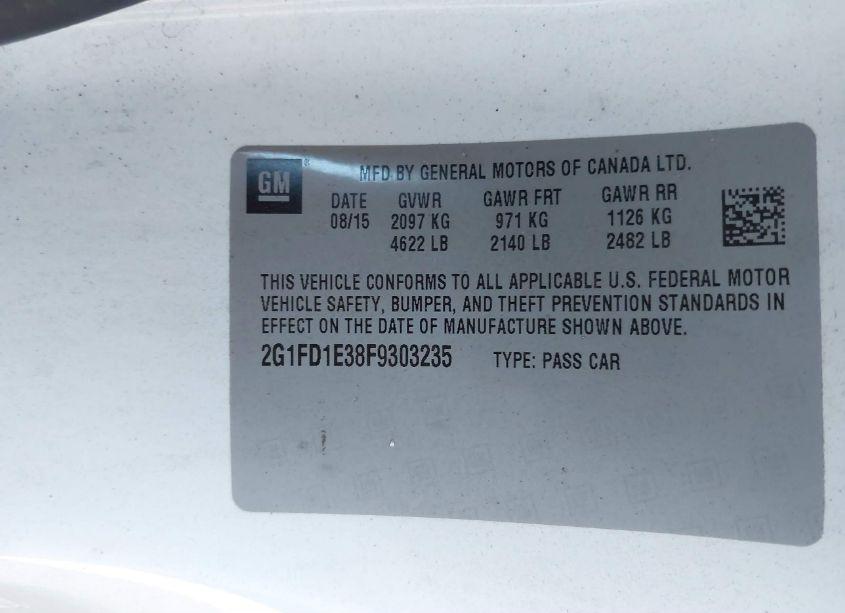 GM®
MFD BY GENERAL MOTORS OF CANADA LTD.
DATE GVWR GAWR FRT GAWR RR
08/15 2097 KG 971 KG 1126 KG
4622 LB 2140 LB 2482 LB
THIS VEHICLE CONFORMS TO ALL APPLICABLE U.S. FEDERAL MOTOR
VEHICLE SAFETY, BUMPER, AND THEFT PREVENTION STANDARDS IN
EFFECT ON THE DATE OF MANUFACTURE SHOWN ABOVE.
2G1FD1E38F9303235 TYPE: PASS CAR